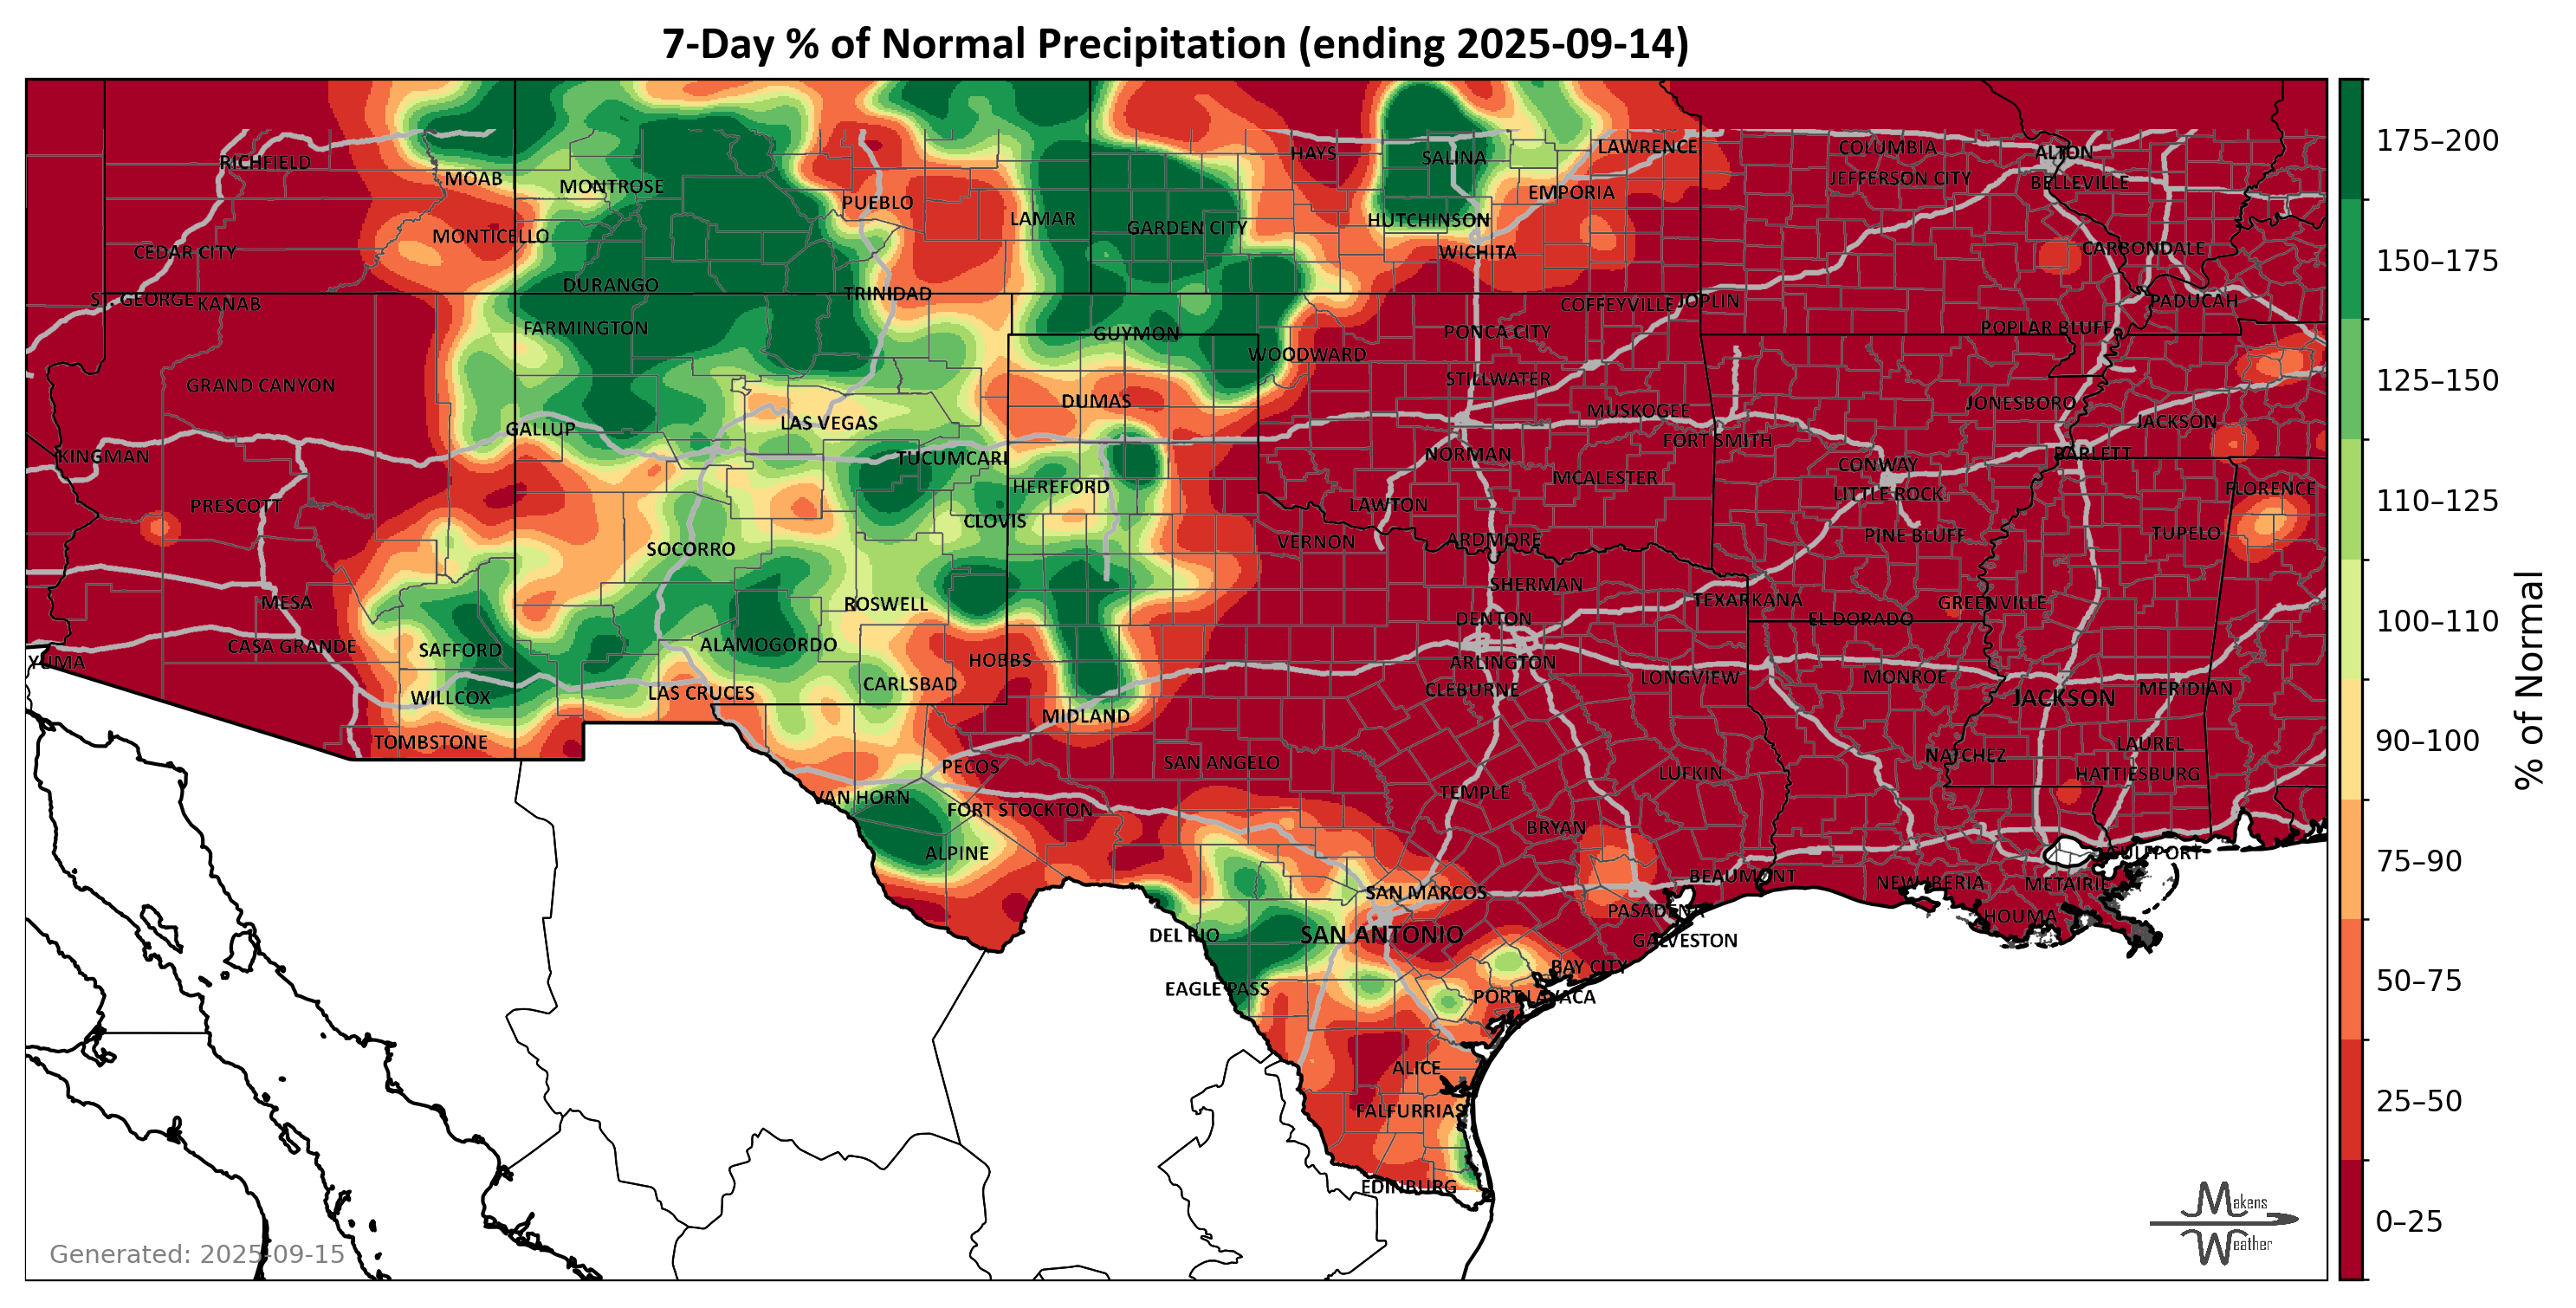 7-Day % of Normal Precipitation (ending 2025-09-14)
HAYS
SALINA
LAWRENCE
COLUMBIA
ALTON
RICHFIELD
MOAB
MONTROSE
EMPORIA
JEFFERSON CITY
BELLEVILLE
PUEBLO
LAMAR
GARDEN CITY
HUTCHINSON
MONTICELLO
CEDAR CITY
WICHITA
CARBONDALE
DURANGO
TRINIDAD
ST. GEORGE
KANAB
COFFEYVILLE
JOPLIN
PADUCAH
FARMINGTON
GUYMON
PONCA CITY
POPLAR BLUFF
WOODWARD
GRAND CANYON
STILLWATER
DUMAS
MUSKOGEE
JONESBORO
LAS VEGAS
JACKSON
GALLUP
FORT SMITH
KINGMAN
TUCUMCARI
NORMAN
CONWAY
BARLETT
HEREFORD
MCALESTER
LITTLE ROCK
FLORENCE
PRESCOTT
LAWTON
CLOVIS
PINE BLUFF
TUPELO
SOCORRO
VERNON
ARDMORE
SHERMAN
MESA
ROSWELL
TEXARKANA
GREENVILLE
DENTON
EL DORADO
CASA GRANDE
SAFFORD
ALAMOGORDO
YUMA
HOBBS
ARLINGTON
LONGVIEW
MONROE
WILLCOX
LAS CRUCES
CARLSBAD
CLEBURNE
JACKSON
MERIDIAN
TOMBSTONE
MIDLAND
PECOS
SAN ANGELO
LUFKIN
NATCHEZ
LAUREL
HATTIESBURG
VAN HORN
FORT STOCKTON
TEMPLE
BRYAN
ALPINE
GULFPORT
SAN MARCOS
BEAUMONT
NEW IBERIA
METAIRIE
PASADENA
HOUMA
DEL RIO
SAN ANTONIO
GALVESTON
BAY CITY
EAGLE PASS
PORT LAVACA
ALICE
FALFURRIAS
EDINBURG
Generated: 2025-09-15
Makens
Weather
175–200
150–175
125–150
110–125
100–110
90–100
75–90
50–75
25–50
0–25
% of Normal